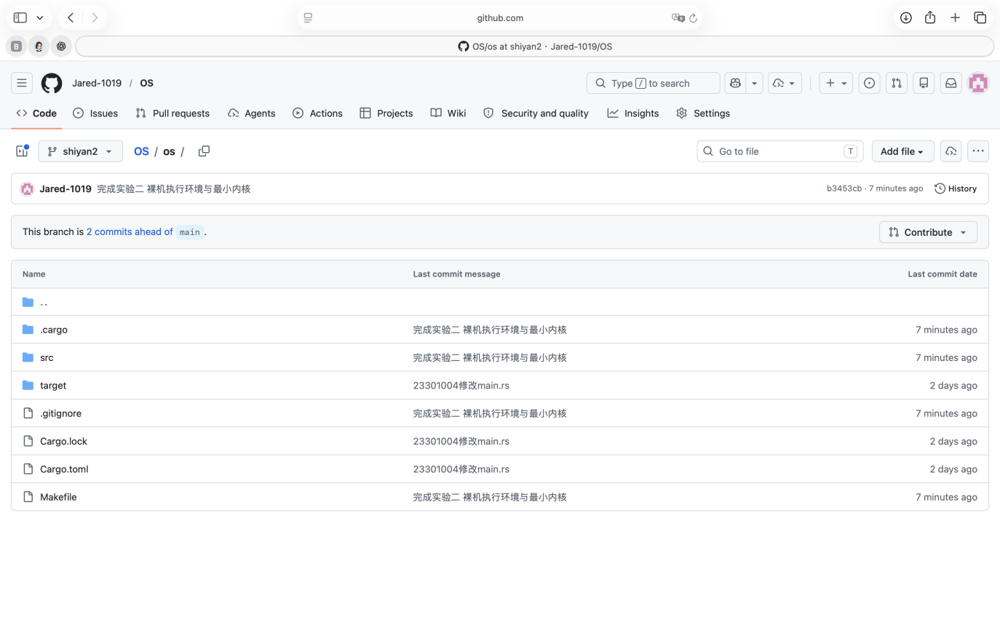 github.com
B
OS/os at shiyan2 · Jared-1019/OS
Jared-1019 / OS
Type / to search
Code Issues Pull requests Agents Actions Projects Wiki Security and quality Insights Settings
shiyan2 OS / os / Go to file T Add file
Jared-1019 完成实验二 裸机执行环境与最小内核 b3453cb · 7 minutes ago History
This branch is 2 commits ahead of main . Contribute
Name Last commit message Last commit date
..
.cargo 完成实验二 裸机执行环境与最小内核 7 minutes ago
src 完成实验二 裸机执行环境与最小内核 7 minutes ago
target 23301004修改main.rs 2 days ago
.gitignore 完成实验二 裸机执行环境与最小内核 7 minutes ago
Cargo.lock 23301004修改main.rs 2 days ago
Cargo.toml 23301004修改main.rs 2 days ago
Makefile 完成实验二 裸机执行环境与最小内核 7 minutes ago